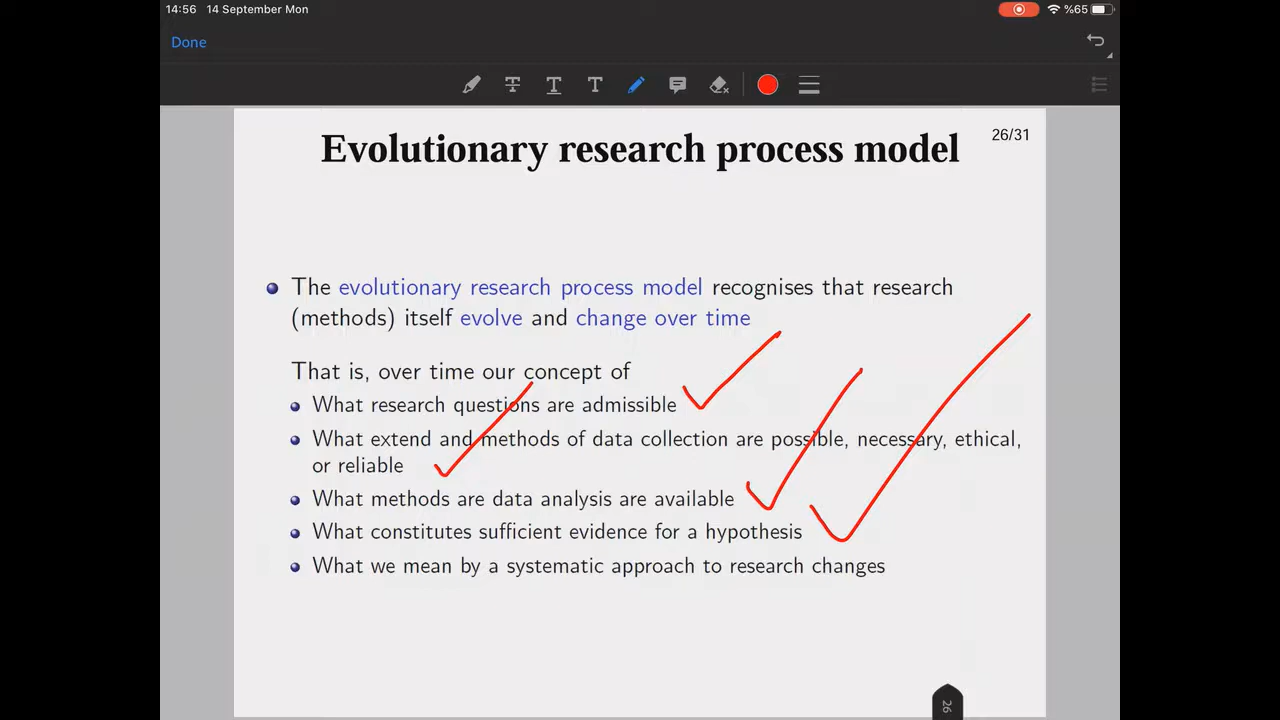 14:56 14 September Mon
%65
Done
T
T
T
26/31
Evolutionary research process model
The evolutionary research process model recognises that research
(methods) itself evolve and change over time
That is, over time our concept of
What research questions are admissible
What extend and methods of data collection are possible, necessary, ethical,
or reliable
What methods are data analysis are available
What constitutes sufficient evidence for a hypothesis
What we mean by a systematic approach to research changes
26